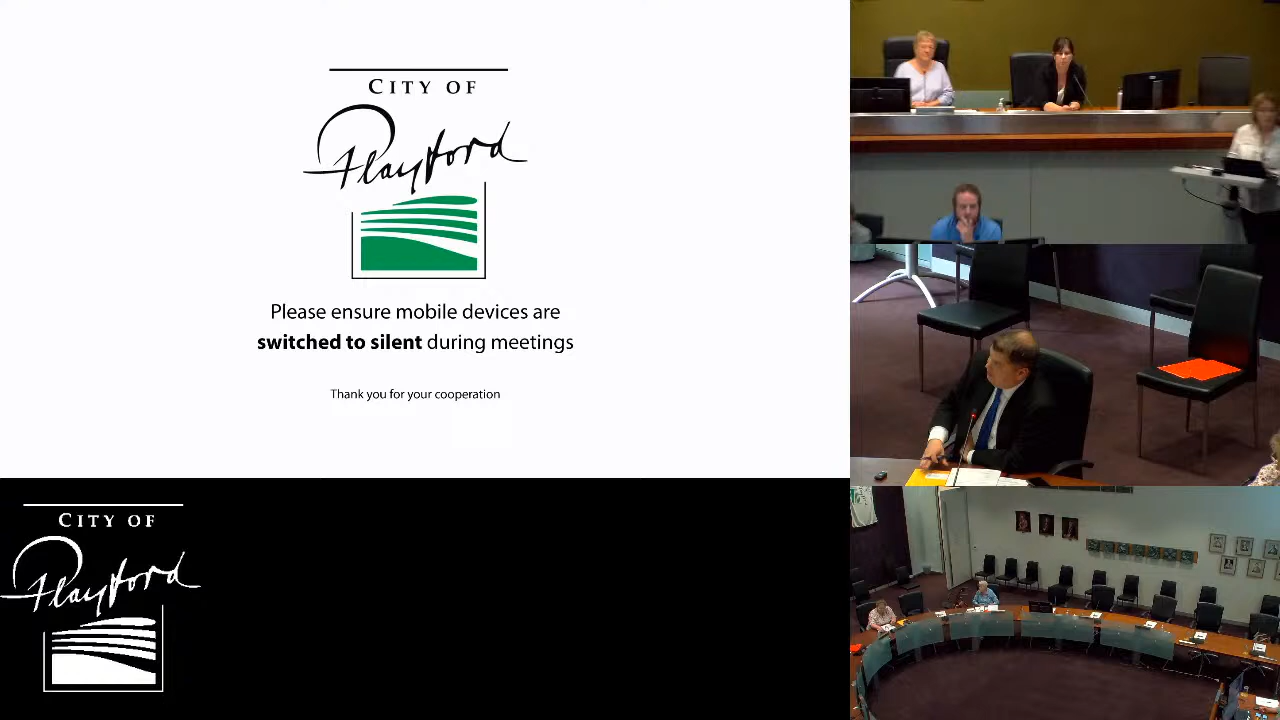 CITY OF
Playford
Please ensure mobile devices are
switched to silent during meetings
Thank you for your cooperation
CITY OF
Playford